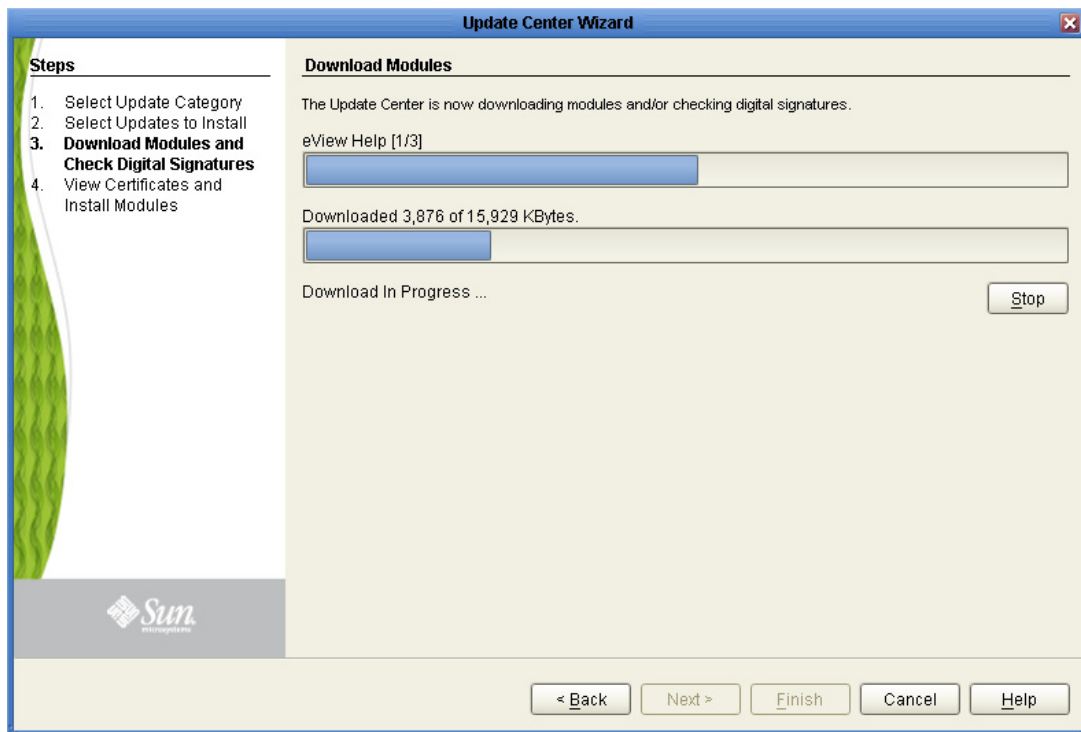 Update Center Wizard
Steps
1. Select Update Category
2. Select Updates to Install
3. Download Modules and
Check Digital Signatures
4. View Certificates and
Install Modules
Sun
microsystems
Download Modules
The Update Center is now downloading modules and/or checking digital signatures.
eView Help [1/3]
Downloaded 3,876 of 15,929 KBytes.
Download In Progress ...
Stop
< Back
Next >
Finish
Cancel
Help